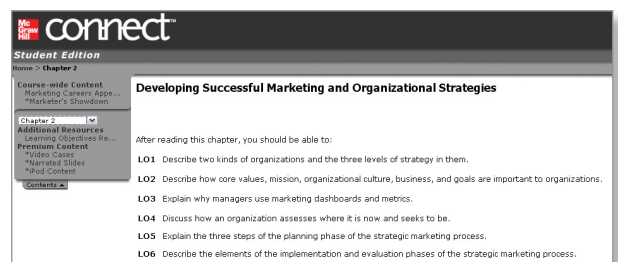 Mc Graw Hill connect™
Student Edition
Home > Chapter 2
Course-wide Content
Marketing Careers Appe...
*Marketer's Showdown
Chapter 2
Additional Resources
Learning Objectives Re...
Premium Content
*Video Cases
*Narrated Slides
*iPod Content
Contents ▲
Developing Successful Marketing and Organizational Strategies
After reading this chapter, you should be able to:
LO1 Describe two kinds of organizations and the three levels of strategy in them.
LO2 Describe how core values, mission, organizational culture, business, and goals are important to organizations.
LO3 Explain why managers use marketing dashboards and metrics.
LO4 Discuss how an organization assesses where it is now and seeks to be.
LO5 Explain the three steps of the planning phase of the strategic marketing process.
LO6 Describe the elements of the implementation and evaluation phases of the strategic marketing process.